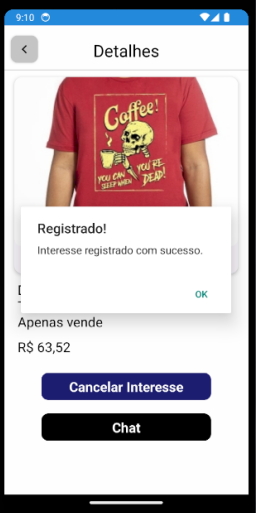 9:10
Detalhes
Coffee!
YOU CAN
SLEEP WHEN
YOU'RE
DEAD!
Registrado!
Interesse registrado com sucesso.
OK
Apenas vende
R$ 63,52
Cancelar Interesse
Chat